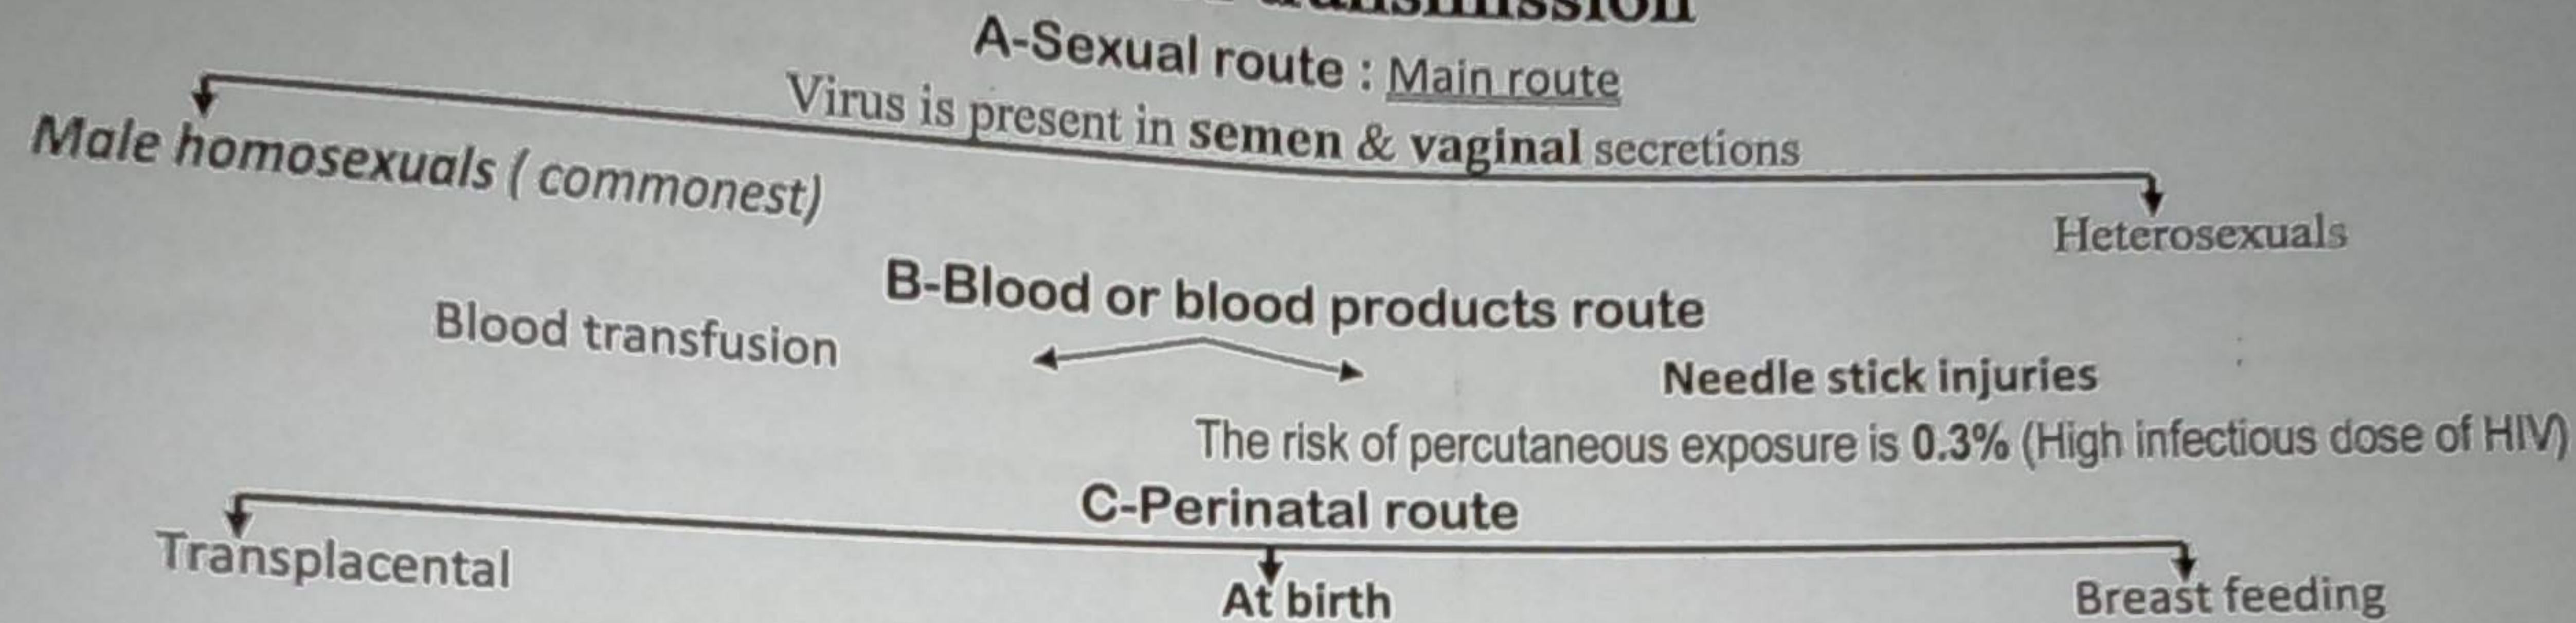 transmission
A-Sexual route : Main route
Virus is present in semen & vaginal secretions
Male homosexuals ( commonest)
Heterosexuals
B-Blood or blood products route
Blood transfusion
Needle stick injuries
The risk of percutaneous exposure is 0.3% (High infectious dose of HIV)
C-Perinatal route
Transplacental
At birth
Breast feeding